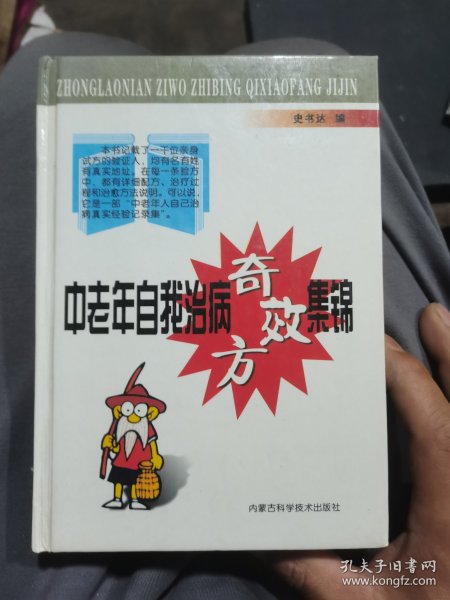 ZHONGLAONIAN ZIWO ZHIBING QIXIAOFANG JIJIN
史书达 编
本书记载了一千位亲身
试方的验证人，均有名有姓
有真实地址。在每一条验方
中，都有详细配方、治疗过
程和治愈方法说明。可以说，
它是一部“中老年人自己治
病真实经验记录集”。
中老年自我治病奇效方集锦
内蒙古科学技术出版社
孔夫子旧书网
www.kongfz.com